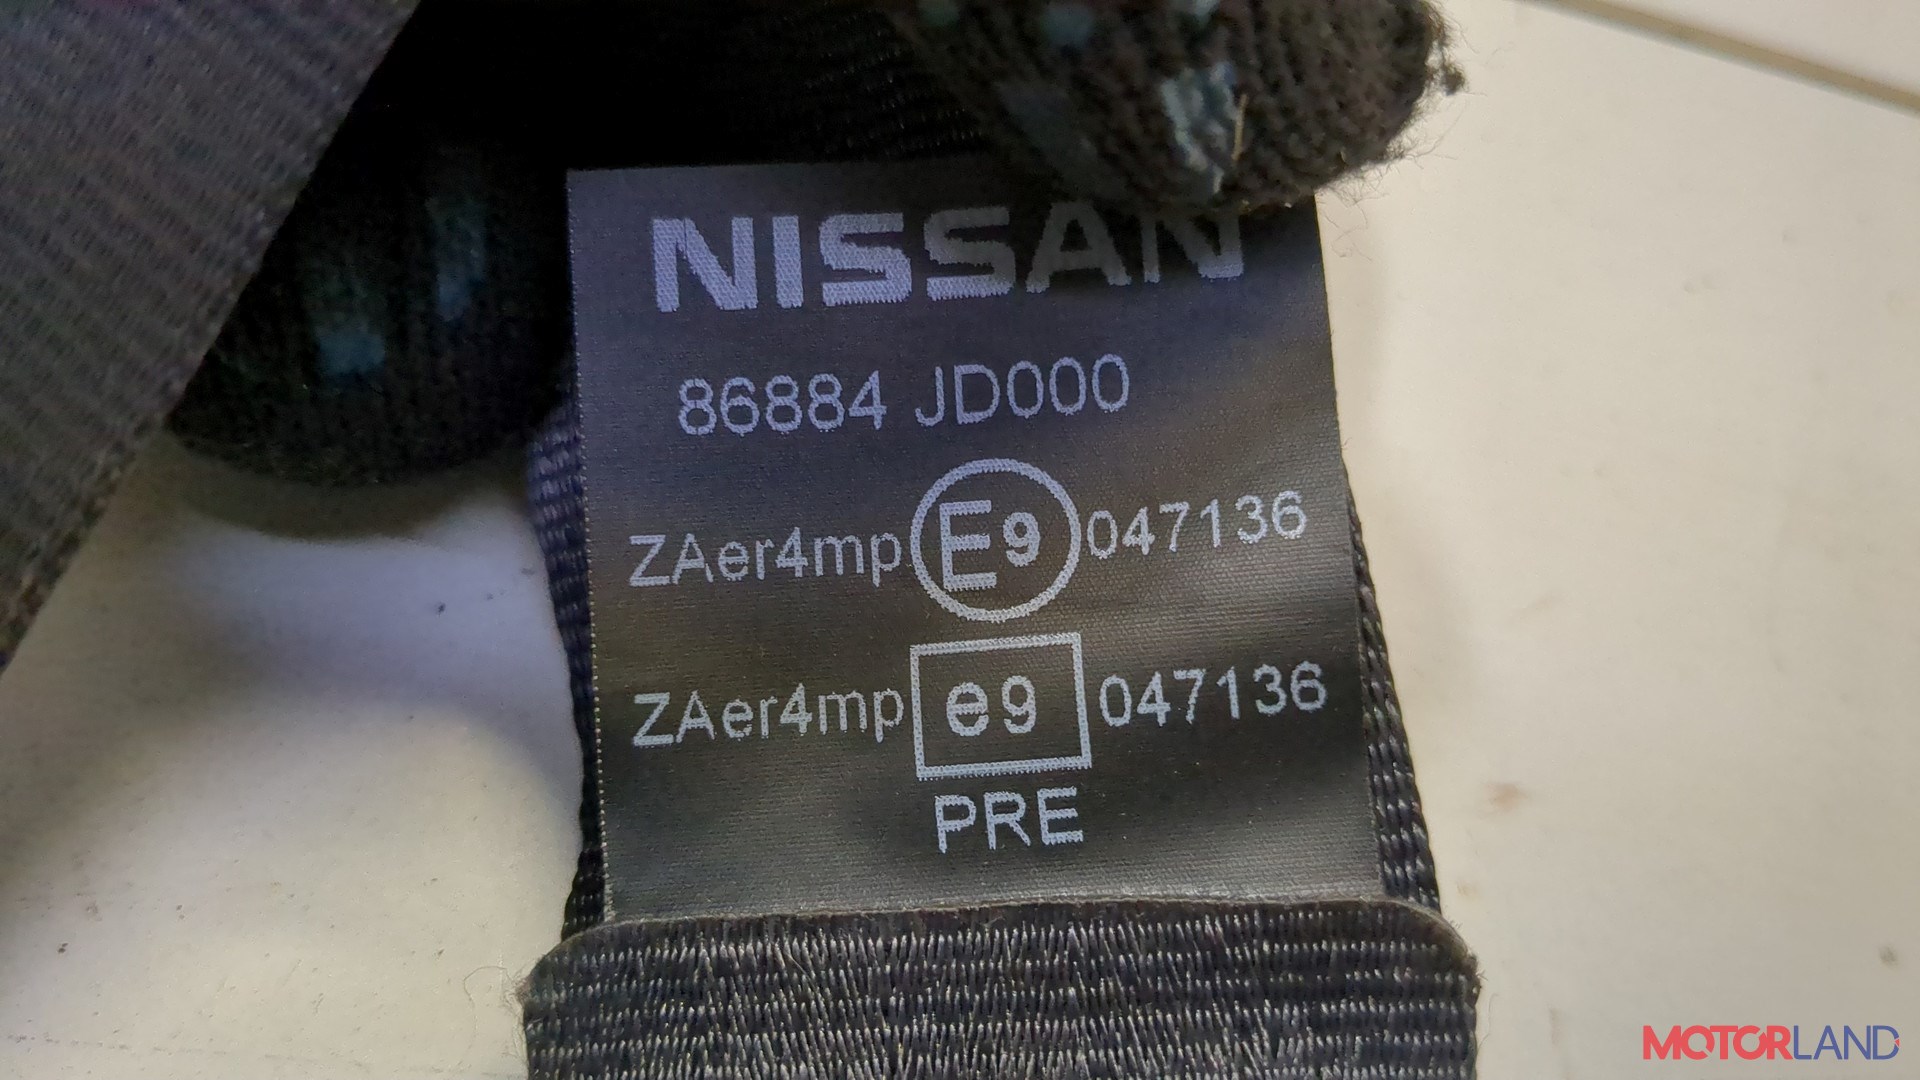 NISSAN
86884 JD000
ZAer4mp E9 047136
ZAer4mp e9 047136
PRE
MOTORLAND